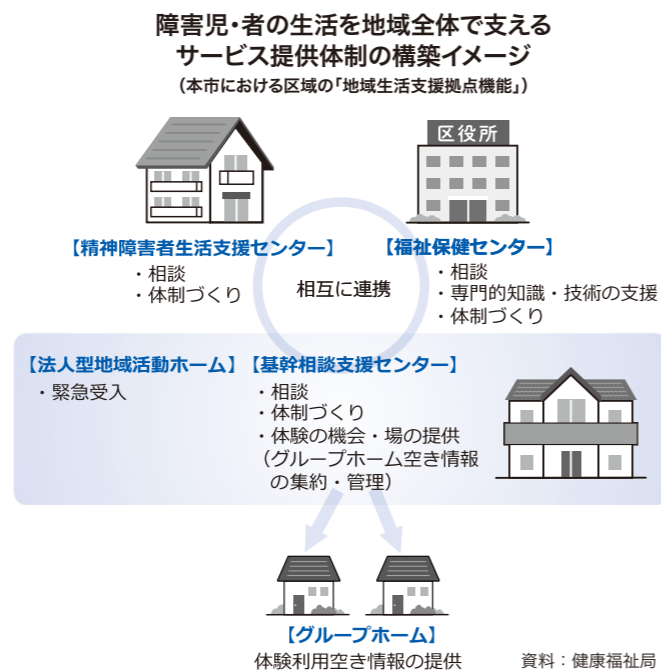 障害児・者の生活を地域全体で支える
サービス提供体制の構築イメージ
（本市における区域の「地域生活支援拠点機能」）
区役所
【精神障害者生活支援センター】
・相談
・体制づくり
【福祉保健センター】
・相談
・専門的知識・技術の支援
・体制づくり
相互に連携
【法人型地域活動ホーム】
・緊急受入
【基幹相談支援センター】
・相談
・体制づくり
・体験の機会・場の提供
（グループホーム空き情報
の集約・管理）
【グループホーム】
体験利用空き情報の提供
資料：健康福祉局